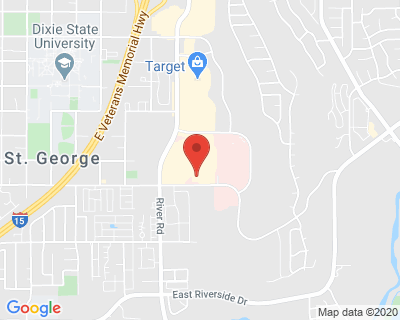 Dixie State
University
E Veterans Memorial Hwy
Target
St. George
15
River Rd
East Riverside Dr
Google
Map data ©2020